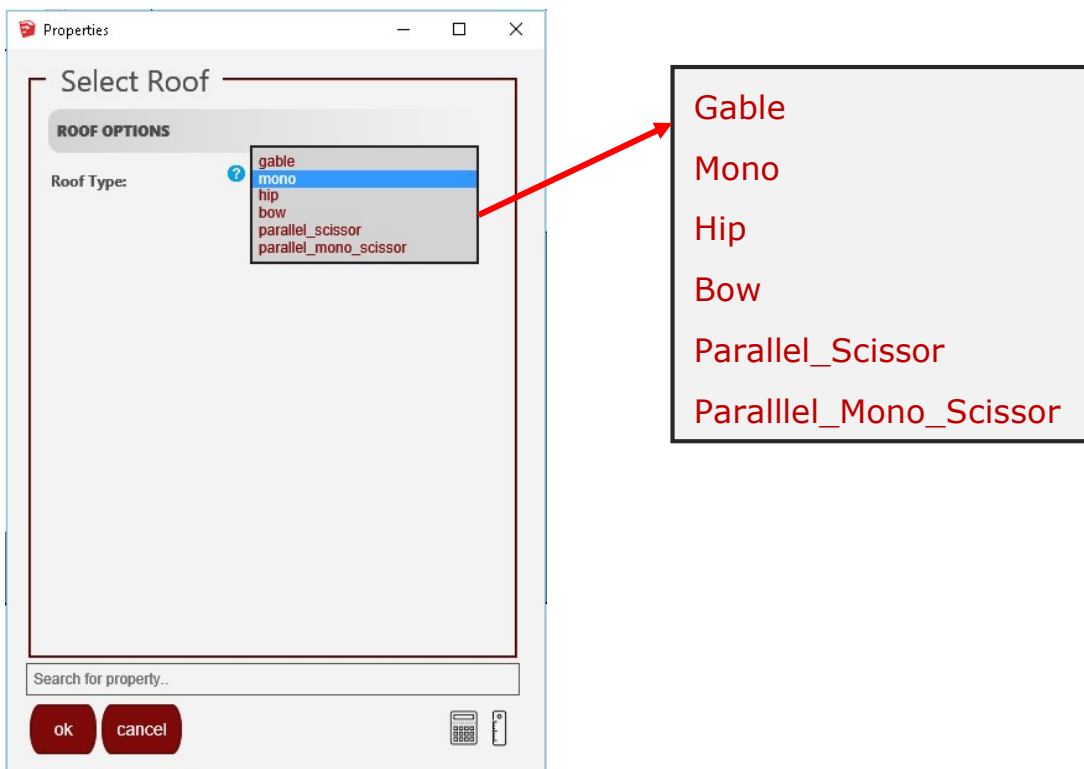 Properties
Select Roof
ROOF OPTIONS
Roof Type:
?
gable
mono
hip
bow
parallel_scissor
parallel_mono_scissor
Search for property..
ok
cancel
Gable
Mono
Hip
Bow
Parallel_Scissor
Paralllel_Mono_Scissor